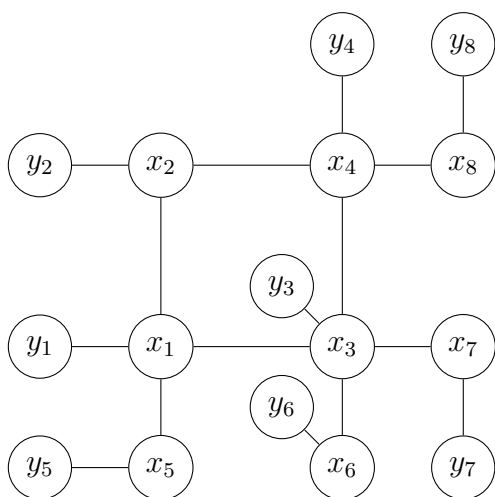 y₄ y₈
y₂ x₂ x₄ x₈
y₃
y₁ x₁ x₃ x₇
y₆
y₅ x₅ x₆ y₇